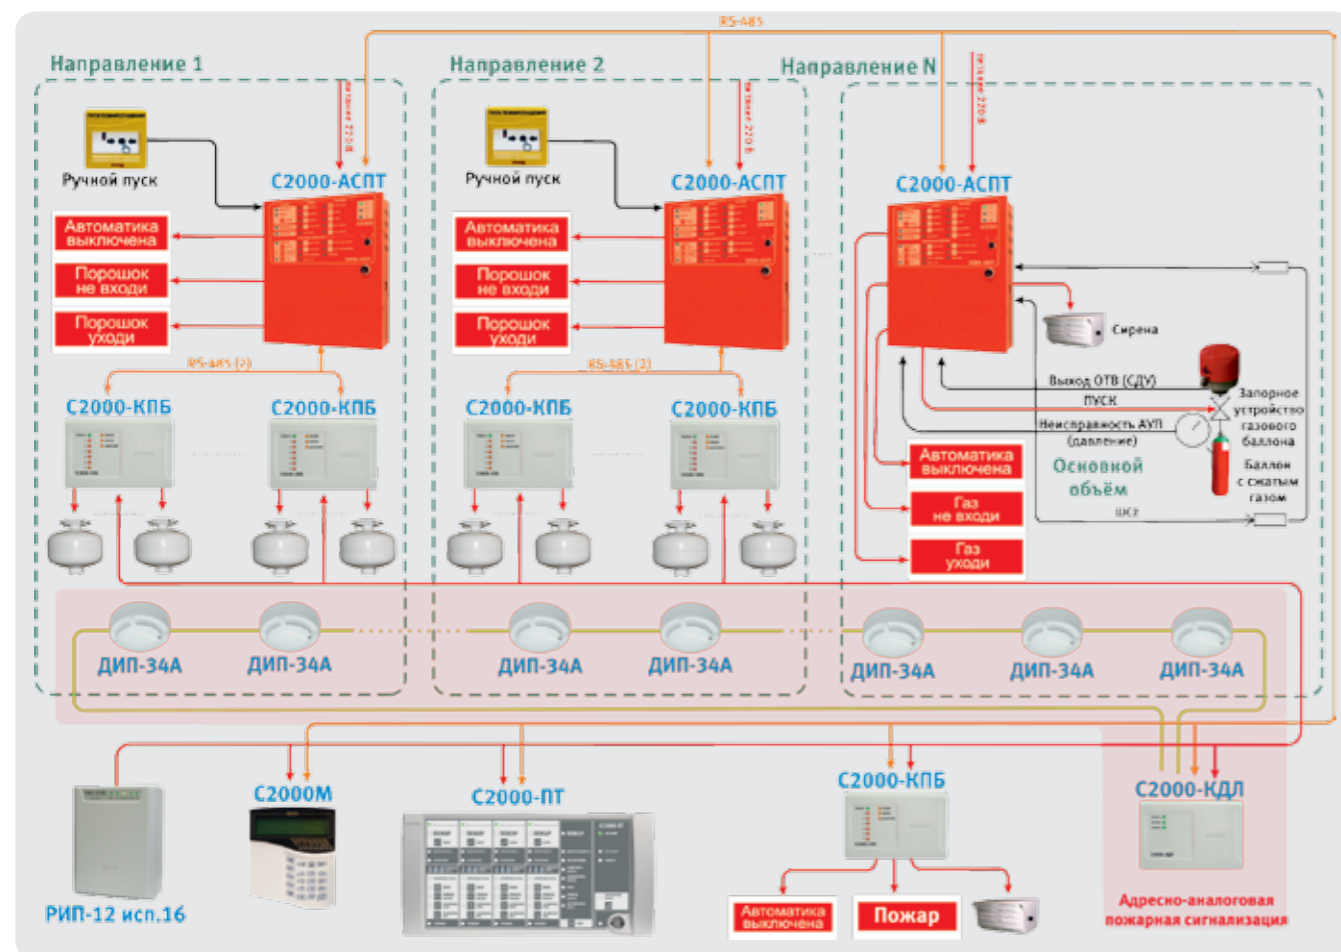 RS-485
Направление 1
Направление 2
Направление N
питание 220 В
питание 220 В
питание 220 В
Ручной пуск
С2000-АСПТ
Ручной пуск
С2000-АСПТ
С2000-АСПТ
Автоматика
выключена
Порошок
не входи
Порошок
уходи
Автоматика
выключена
Порошок
не входи
Порошок
уходи
Сирена
RS-485 (2)
RS-485 (2)
Выход ОТВ (СДУ)
ПУСК
Неисправность АУП
(давление)
Запорное
устройство
газового
баллона
Баллон
с сжатым
газом
Основной
объём
ШС2
С2000-КПБ
С2000-КПБ
С2000-КПБ
С2000-КПБ
Автоматика
выключена
Газ
не входи
Газ
уходи
ДИП-34А
ДИП-34А
ДИП-34А
ДИП-34А
ДИП-34А
ДИП-34А
ДИП-34А
РИП-12 исп.16
С2000М
С2000-ПТ
С2000-КПБ
С2000-КДЛ
Автоматика
выключена
Пожар
Адресно-аналоговая
пожарная сигнализация